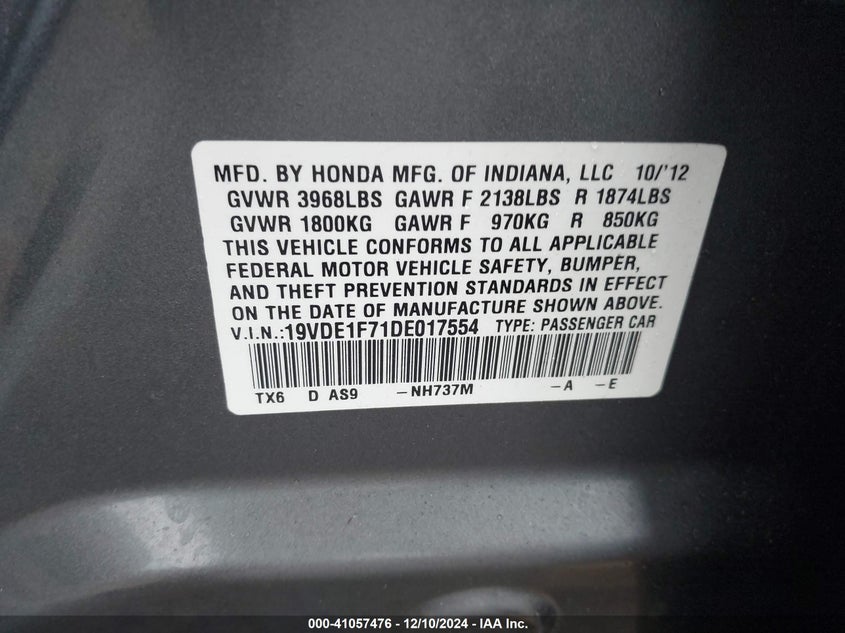 MFD. BY HONDA MFG. OF INDIANA, LLC 10/'12
GVWR 3968LBS GAWR F 2138LBS R 1874LBS
GVWR 1800KG GAWR F 970KG R 850KG
THIS VEHICLE CONFORMS TO ALL APPLICABLE
FEDERAL MOTOR VEHICLE SAFETY, BUMPER,
AND THEFT PREVENTION STANDARDS IN EFFECT
ON THE DATE OF MANUFACTURE SHOWN ABOVE.
V.I.N.:19VDE1F71DE017554 TYPE: PASSENGER CAR
TX6 D AS9 –NH737M –A –E
000-41057476 – 12/10/2024 – IAA Inc.